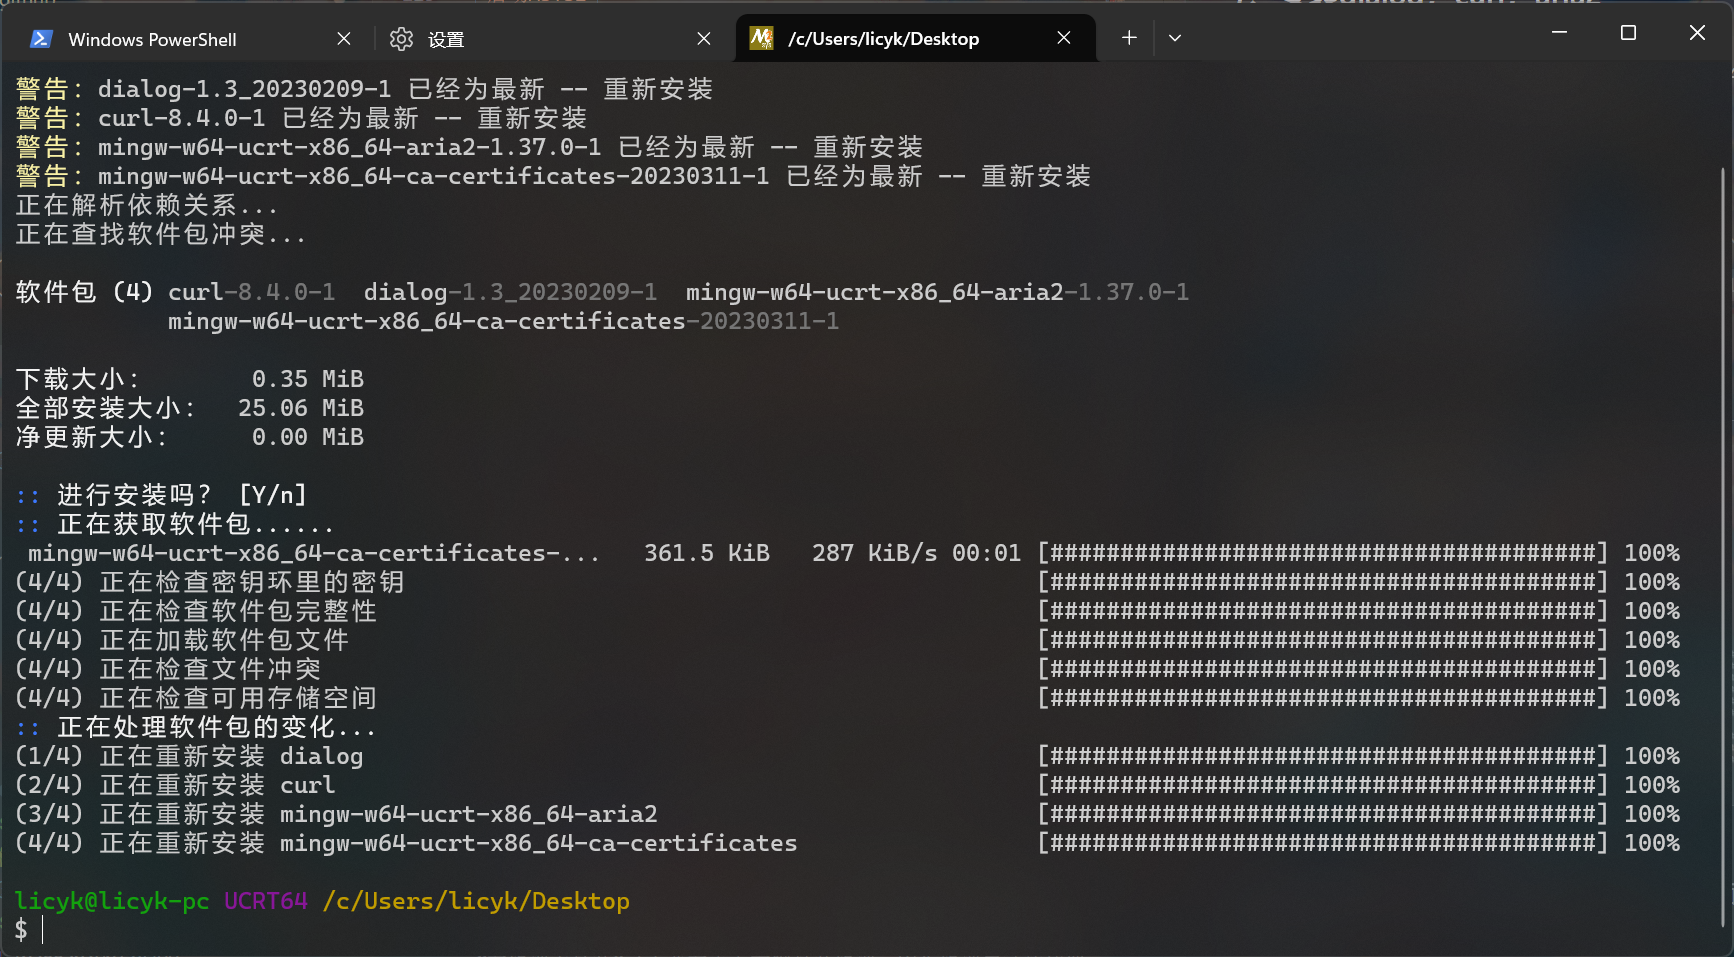 Windows PowerShell
设置
/c/Users/licyk/Desktop
警告：dialog-1.3_20230209-1 已经为最新 -- 重新安装
警告：curl-8.4.0-1 已经为最新 -- 重新安装
警告：mingw-w64-ucrt-x86_64-aria2-1.37.0-1 已经为最新 -- 重新安装
警告：mingw-w64-ucrt-x86_64-ca-certificates-20230311-1 已经为最新 -- 重新安装
正在解析依赖关系...
正在查找软件包冲突...
软件包 (4) curl-8.4.0-1  dialog-1.3_20230209-1  mingw-w64-ucrt-x86_64-aria2-1.37.0-1
mingw-w64-ucrt-x86_64-ca-certificates-20230311-1
下载大小:  0.35 MiB
全部安装大小:  25.06 MiB
净更新大小:  0.00 MiB
:: 进行安装吗？ [Y/n]
:: 正在获取软件包......
mingw-w64-ucrt-x86_64-ca-certificates-...  361.5 KiB  287 KiB/s 00:01 [#######################################] 100%
(4/4) 正在检查密钥环里的密钥 [#######################################] 100%
(4/4) 正在检查软件包完整性 [#######################################] 100%
(4/4) 正在加载软件包文件 [#######################################] 100%
(4/4) 正在检查文件冲突 [#######################################] 100%
(4/4) 正在检查可用存储空间 [#######################################] 100%
:: 正在处理软件包的变化...
(1/4) 正在重新安装 dialog [#######################################] 100%
(2/4) 正在重新安装 curl [#######################################] 100%
(3/4) 正在重新安装 mingw-w64-ucrt-x86_64-aria2 [#######################################] 100%
(4/4) 正在重新安装 mingw-w64-ucrt-x86_64-ca-certificates [#######################################] 100%
licyk@licyk-pc UCRT64 /c/Users/licyk/Desktop
$